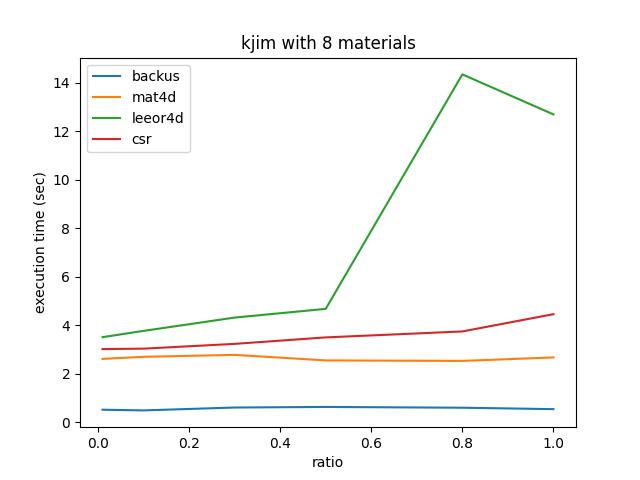 kjim with 8 materials
backus
mat4d
leeor4d
csr
execution time (sec)
14
12
10
8
6
4
2
0
0.0 0.2 0.4 0.6 0.8 1.0
ratio